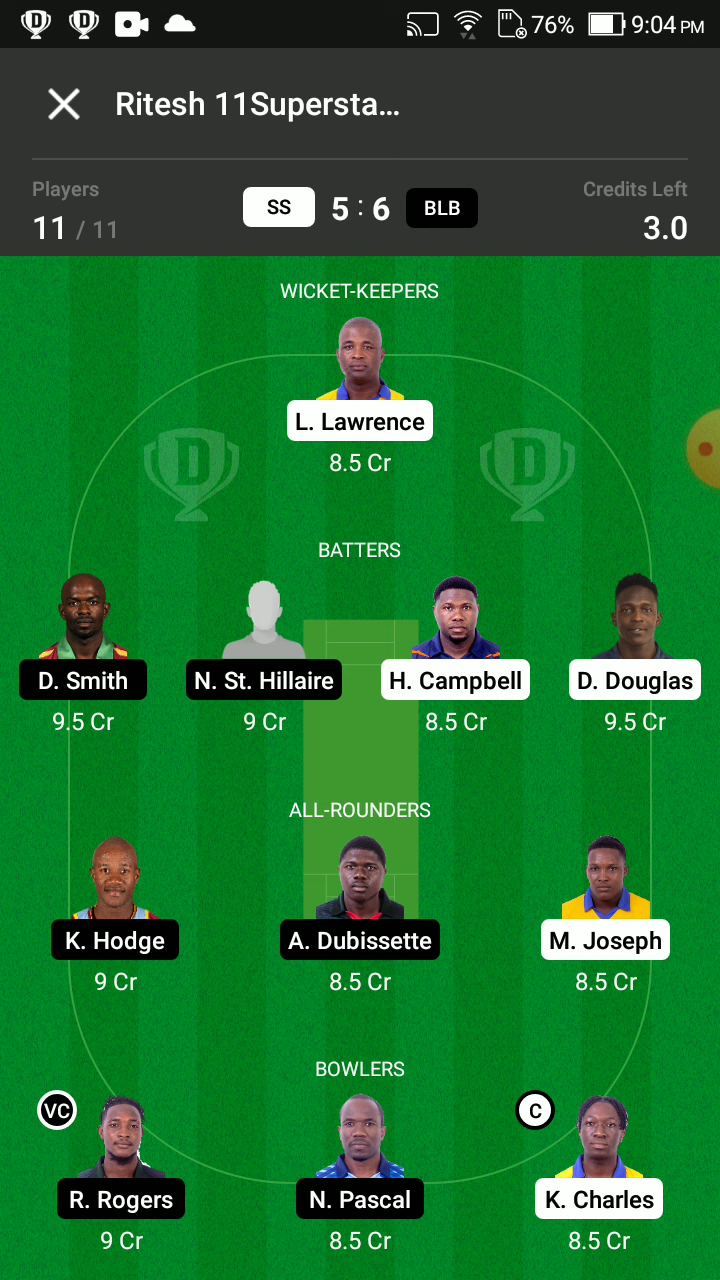 76% 9:04 PM
Ritesh 11Supersta...
Players
Credits Left
11 / 11
SS 5 : 6 BLB
3.0
WICKET-KEEPERS
L. Lawrence
8.5 Cr
BATTERS
D. Smith N. St. Hillaire H. Campbell D. Douglas
9.5 Cr 9 Cr 8.5 Cr 9.5 Cr
ALL-ROUNDERS
K. Hodge A. Dubissette M. Joseph
9 Cr 8.5 Cr 8.5 Cr
BOWLERS
VC C
R. Rogers N. Pascal K. Charles
9 Cr 8.5 Cr 8.5 Cr